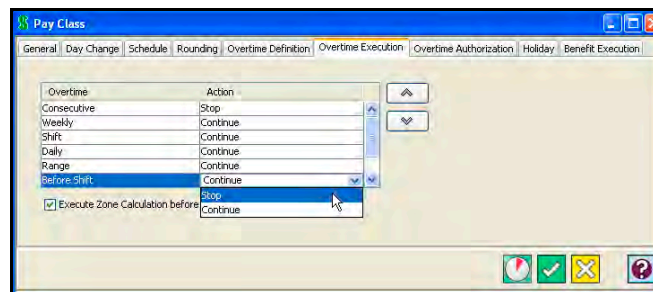 Pay Class
General Day Change Schedule Rounding Overtime Definition Overtime Execution Overtime Authorization Holiday Benefit Execution
Overtime Action
Consecutive Stop
Weekly Continue
Shift Continue
Daily Continue
Range Continue
Before Shift Continue
Stop
Execute Zone Calculation before
Continue